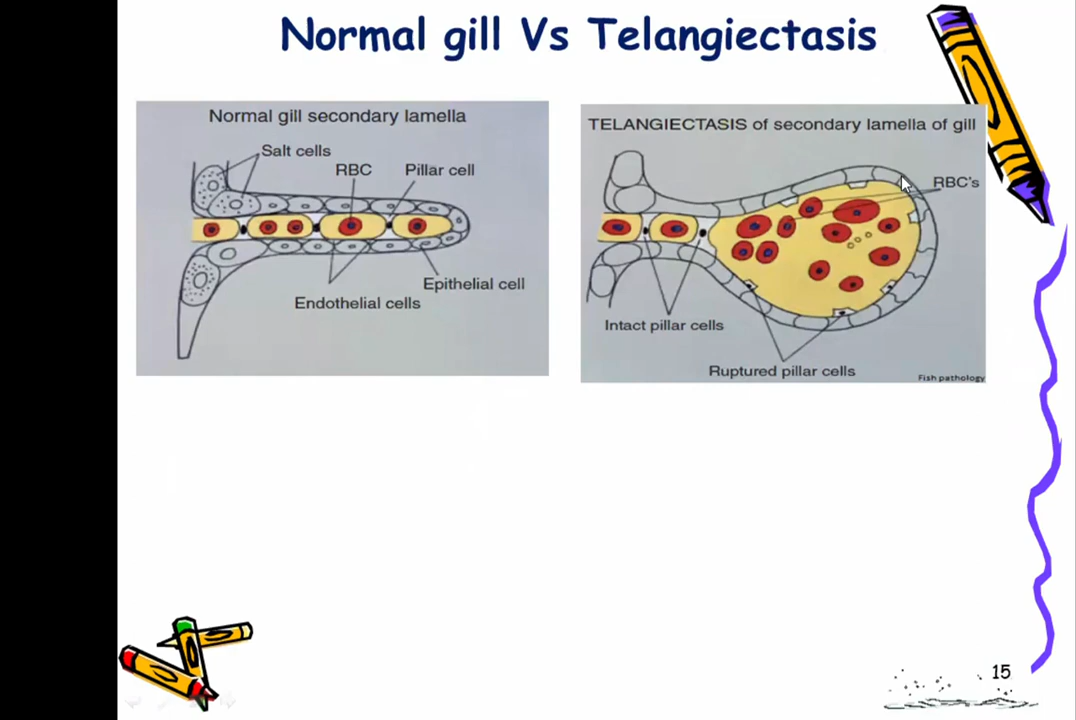 Normal gill Vs Telangiectasis
Normal gill secondary lamella
Salt cells
RBC
Pillar cell
Epithelial cell
Endothelial cells
TELANGIECTASIS of secondary lamella of gill
RBC's
Intact pillar cells
Ruptured pillar cells
Fish pathology
15